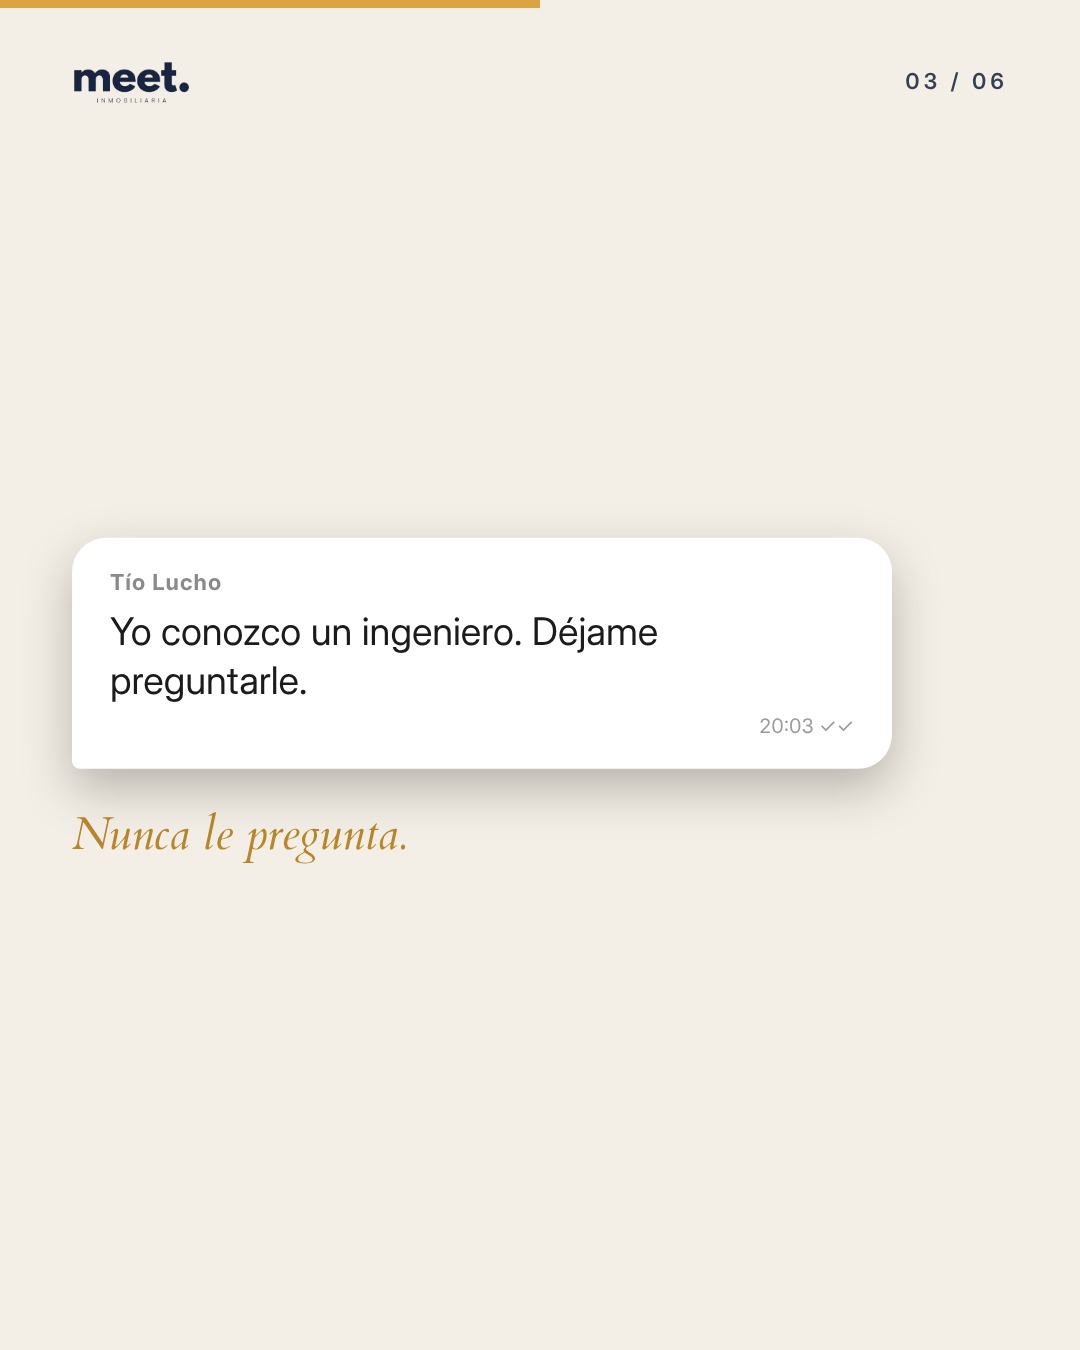 meet.
INMOBILIARIA
03 / 06
Tío Lucho
Yo conozco un ingeniero. Déjame
preguntarle.
20:03 ✓✓
Nunca le pregunta.